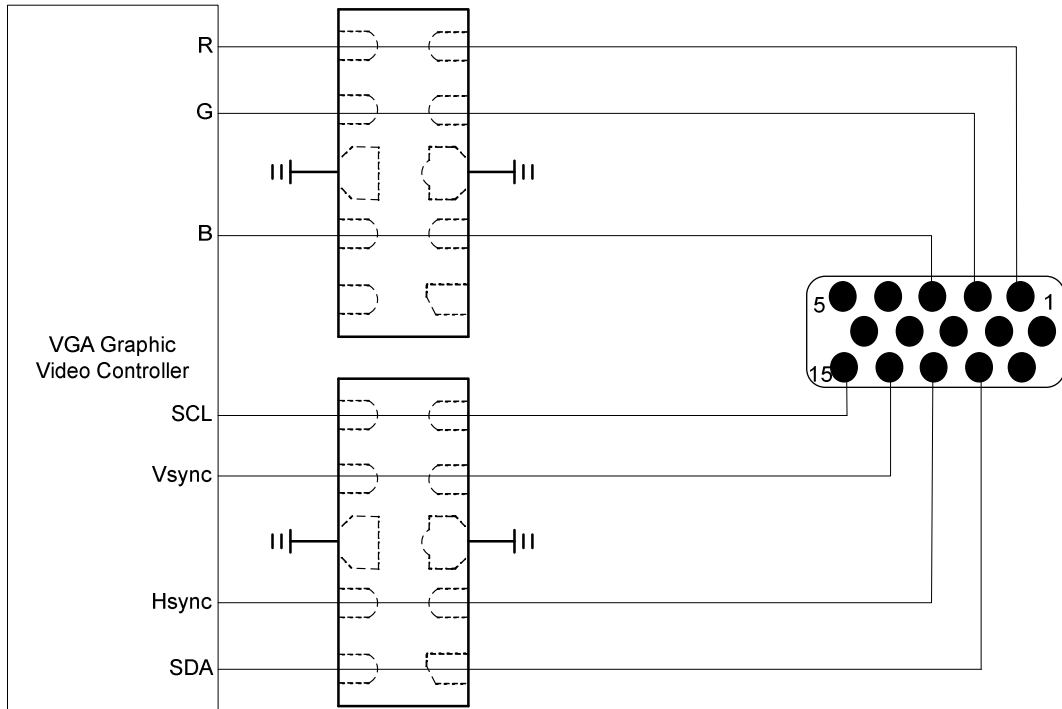 R
G
B
5
1
15
VGA Graphic
Video Controller
SCL
Vsync
Hsync
SDA